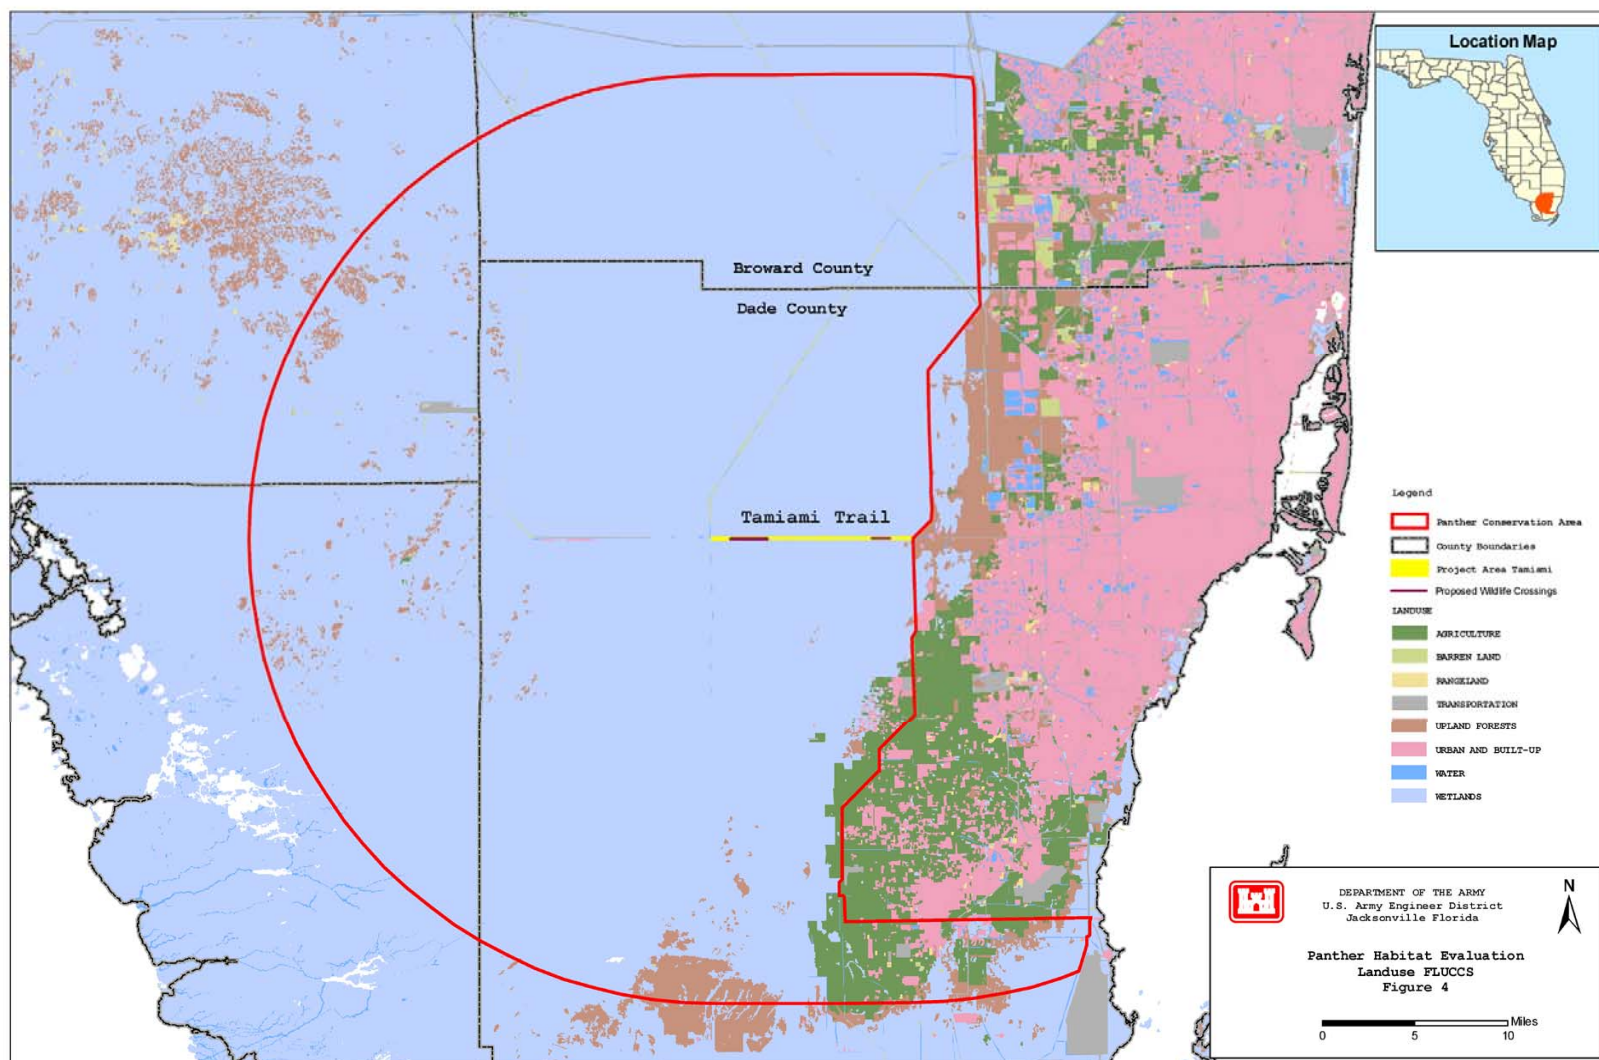 Location Map
Broward County
Dade County
Tamiami Trail
Legend
Panther Conservation Area
County Boundaries
Project Area Tamiami
Proposed Wildlife Crossings
LANDUSE
AGRICULTURE
BARREN LAND
RANGELAND
TRANSPORTATION
UPLAND FORESTS
URBAN AND BUILT-UP
WATER
WETLANDS
DEPARTMENT OF THE ARMY
U.S. Army Engineer District
Jacksonville Florida
N
Panther Habitat Evaluation
Landuse FLUCCS
Figure 4
Miles
0 5 10